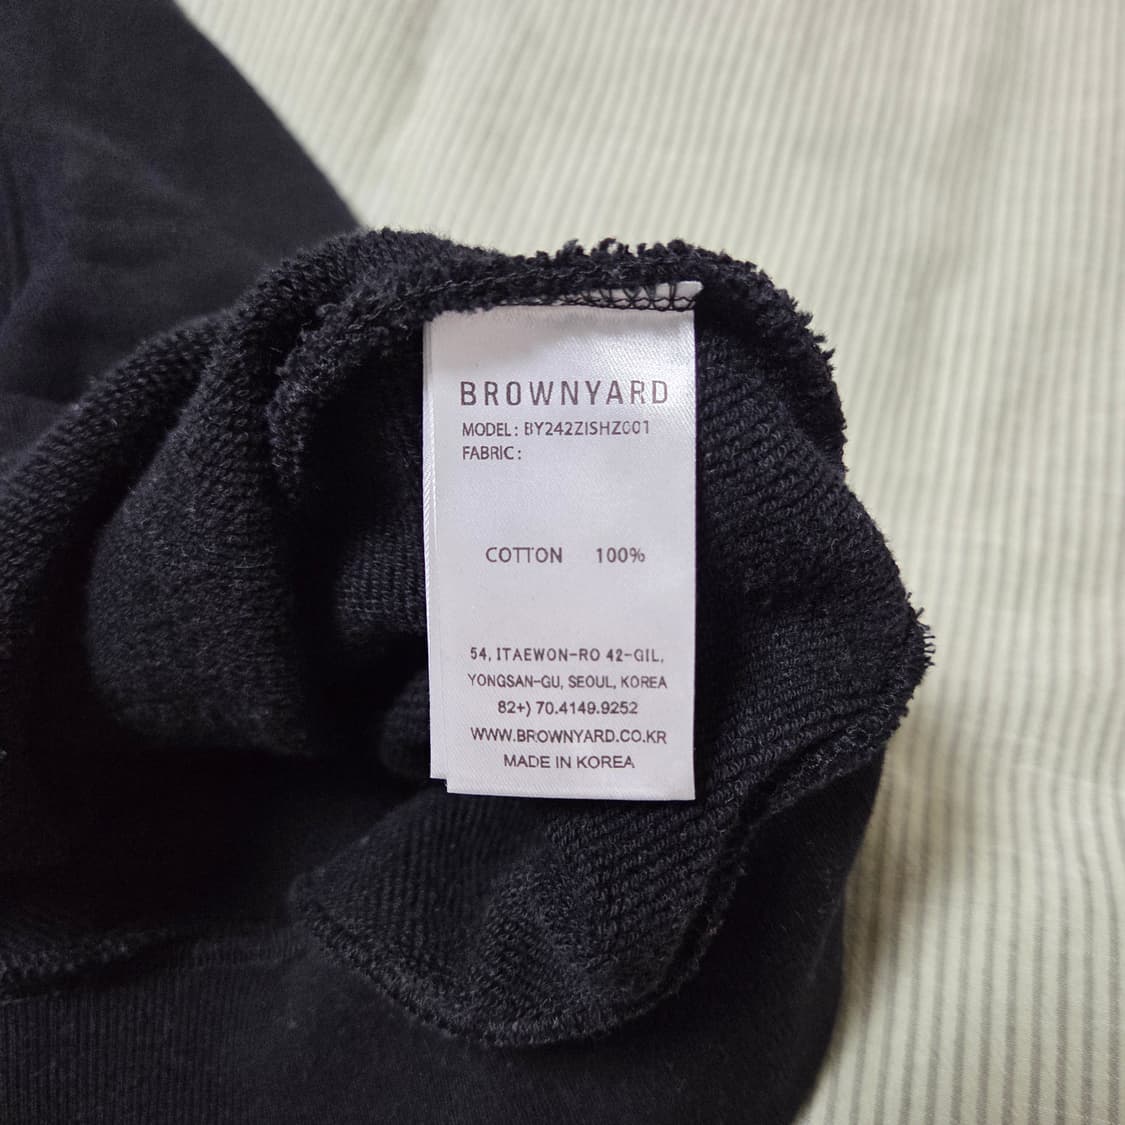 BROWNYARD
MODEL: BY242ZISHZ001
FABRIC:
COTTON 100%
54, ITAEWON-RO 42-GIL,
YONGSAN-GU, SEOUL, KOREA
82+) 70.4149.9252
WWW.BROWNYARD.CO.KR
MADE IN KOREA